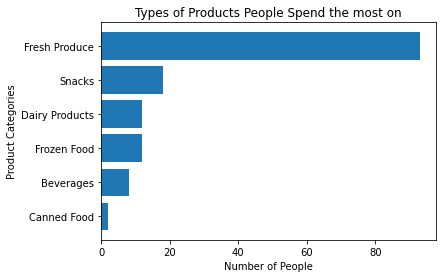 Types of Products People Spend the most on
Product Categories
Fresh Produce
Snacks
Dairy Products
Frozen Food
Beverages
Canned Food
0 20 40 60 80
Number of People